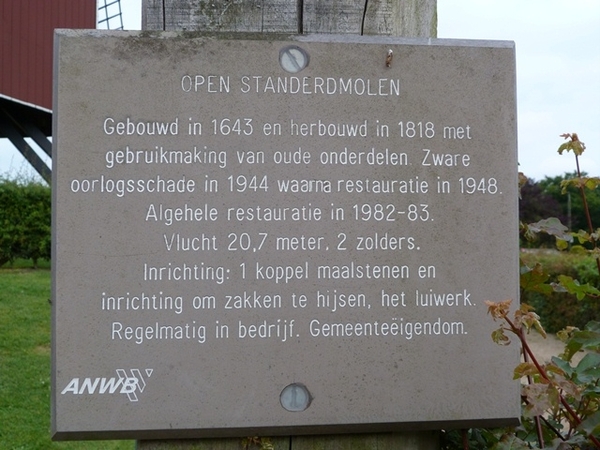 OPEN STANDERDMOLEN
Gebouwd in 1643 en herbouwd in 1818 met
gebruikmaking van oude onderdelen. Zware
oorlogsschade in 1944 waarna restauratie in 1948.
Algehele restauratie in 1982-83.
Vlucht 20,7 meter, 2 zolders.
Inrichting: 1 koppel maalstenen en
inrichting om zakken te hijsen, het luiwerk.
Regelmatig in bedrijf. Gemeenteëigendom.
ANWB